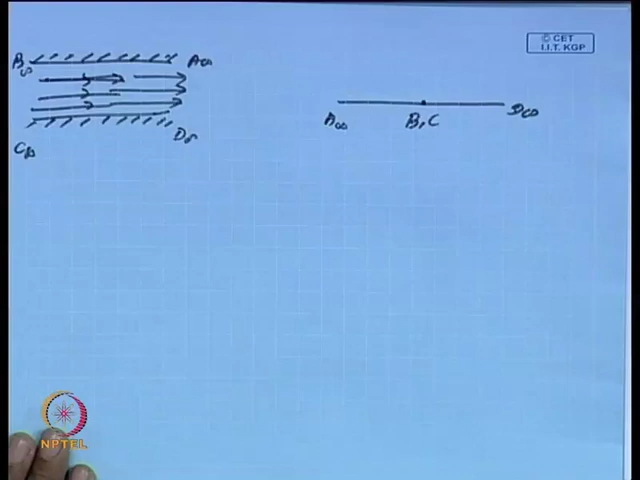 © CET
I.I.T. KGP
B∞ A∞
C∞ D∞
A∞ B,C D∞
NPTEL